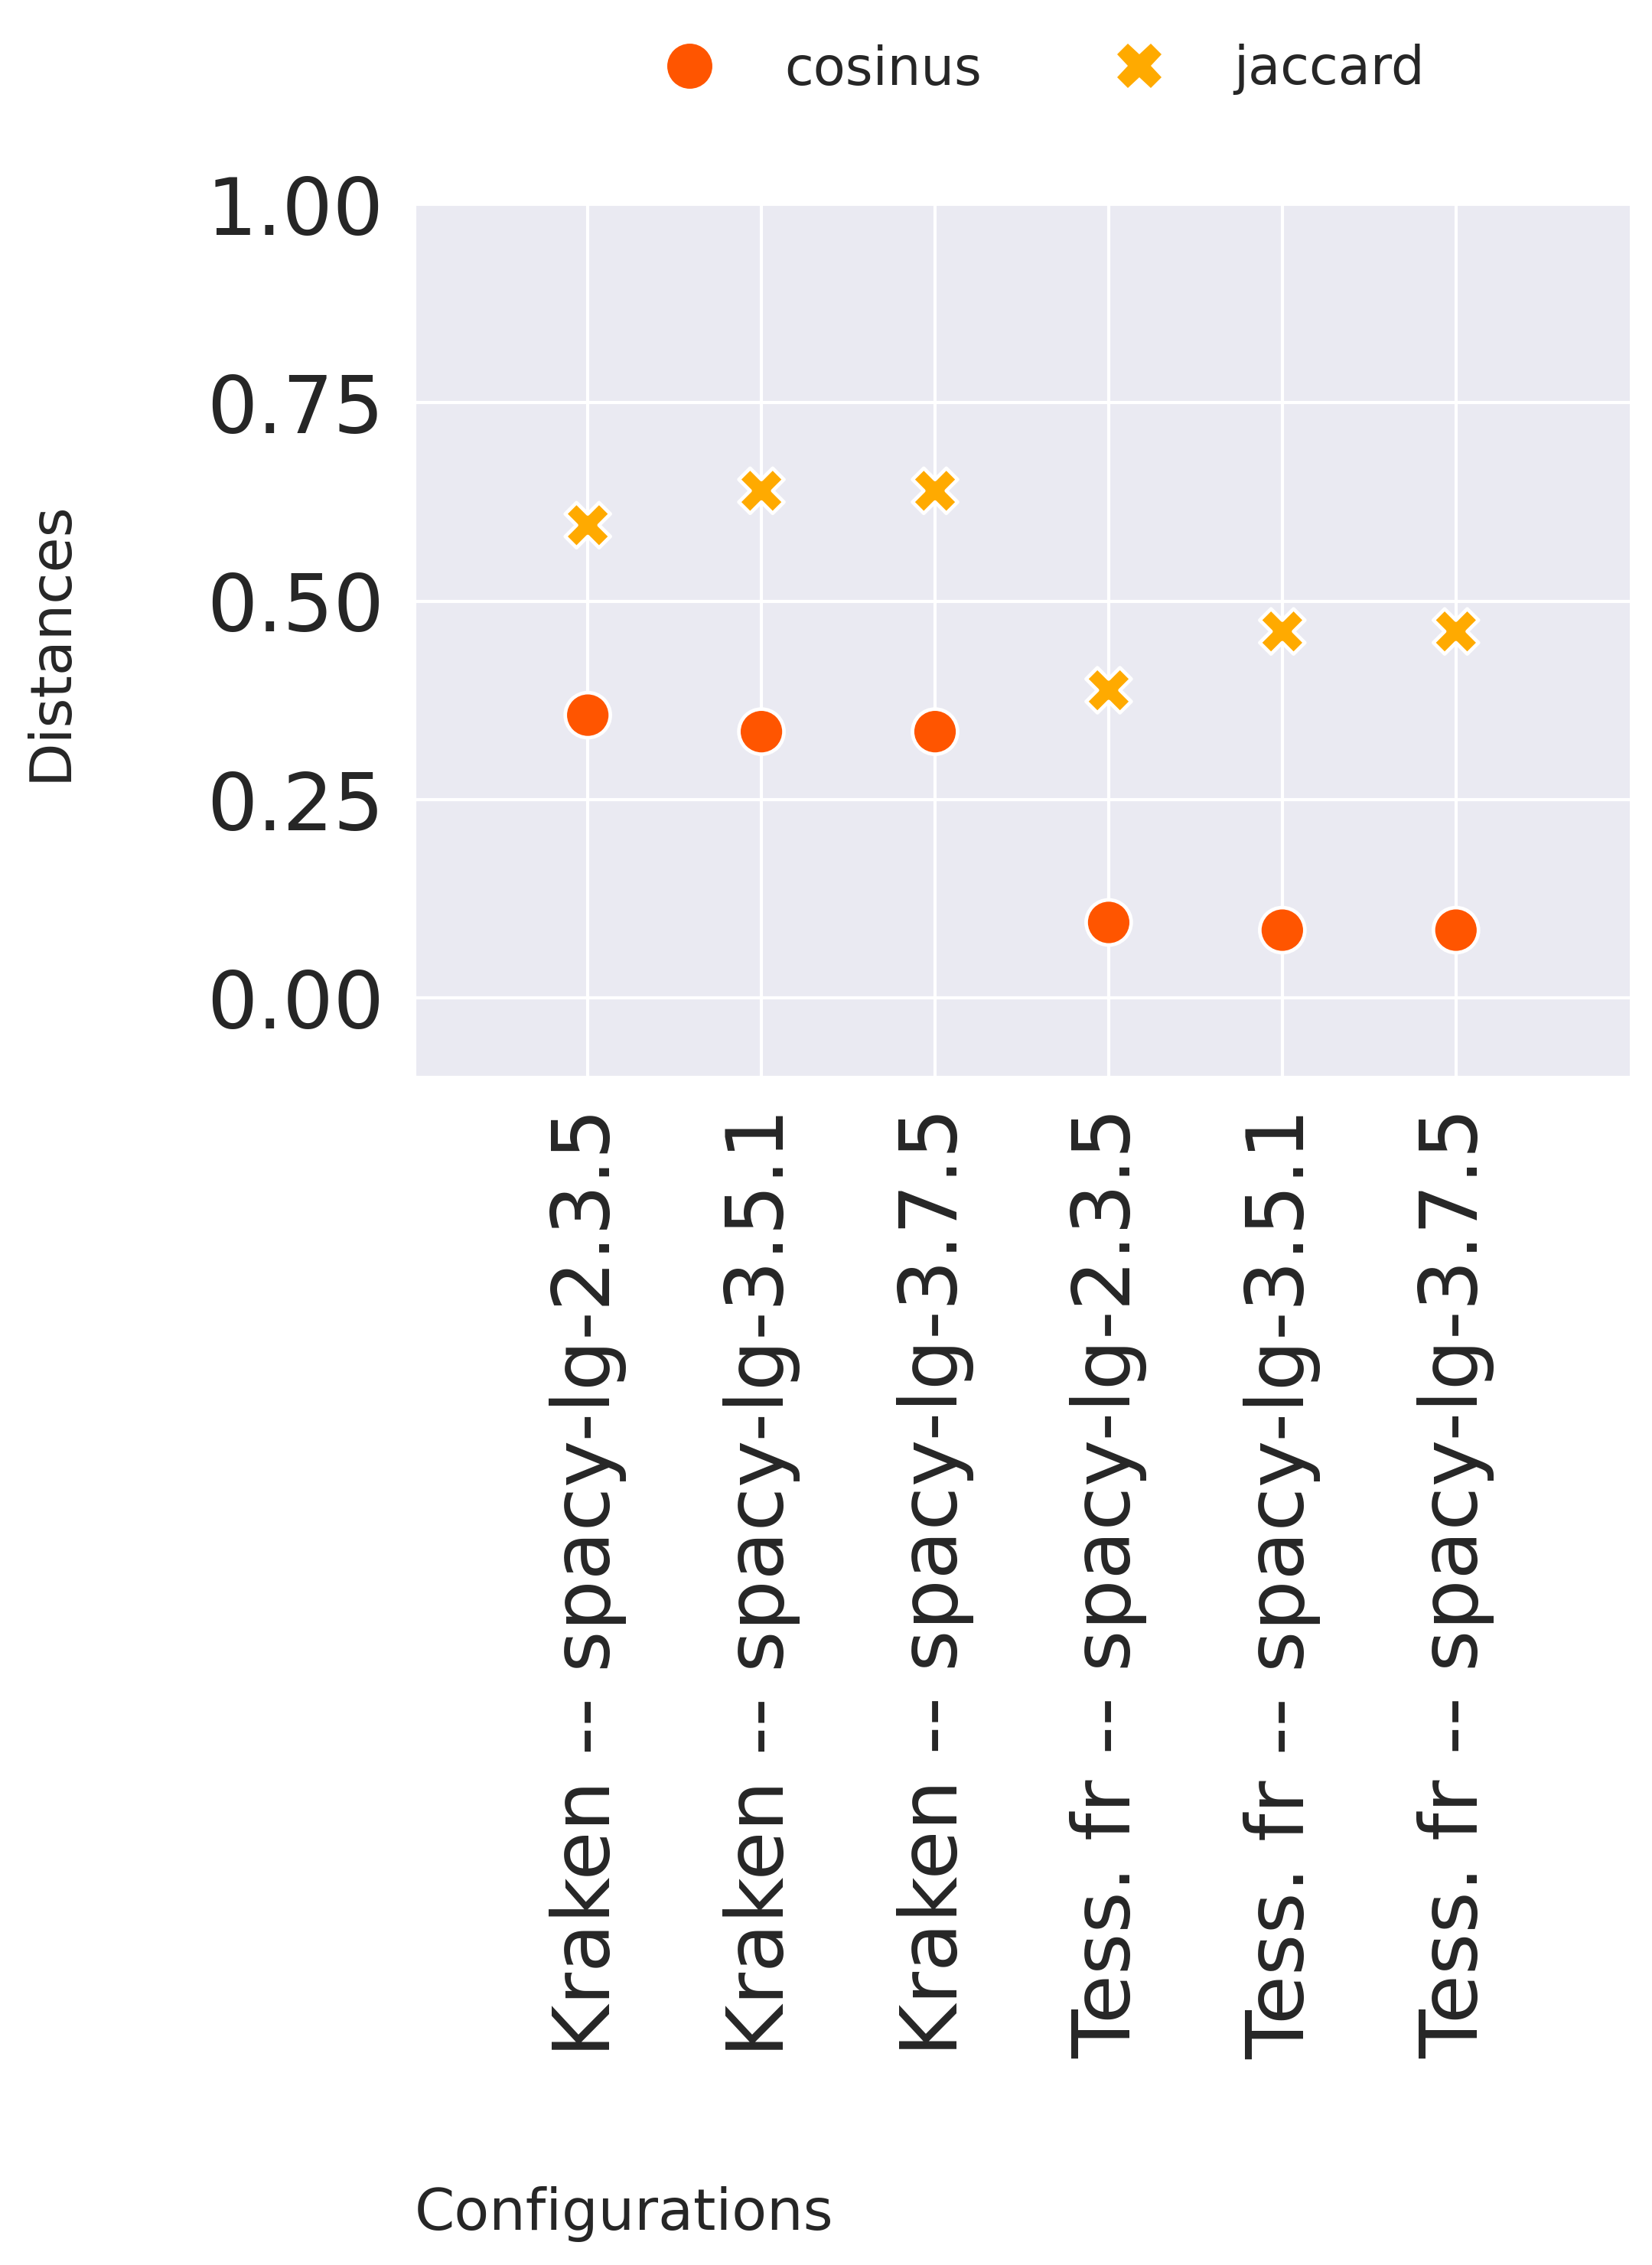 cosinus jaccard
1.00
0.75
0.50
0.25
0.00
Distances
Kraken -- spacy-lg-2.3.5
Kraken -- spacy-lg-3.5.1
Kraken -- spacy-lg-3.7.5
Tess. fr -- spacy-lg-2.3.5
Tess. fr -- spacy-lg-3.5.1
Tess. fr -- spacy-lg-3.7.5
Configurations